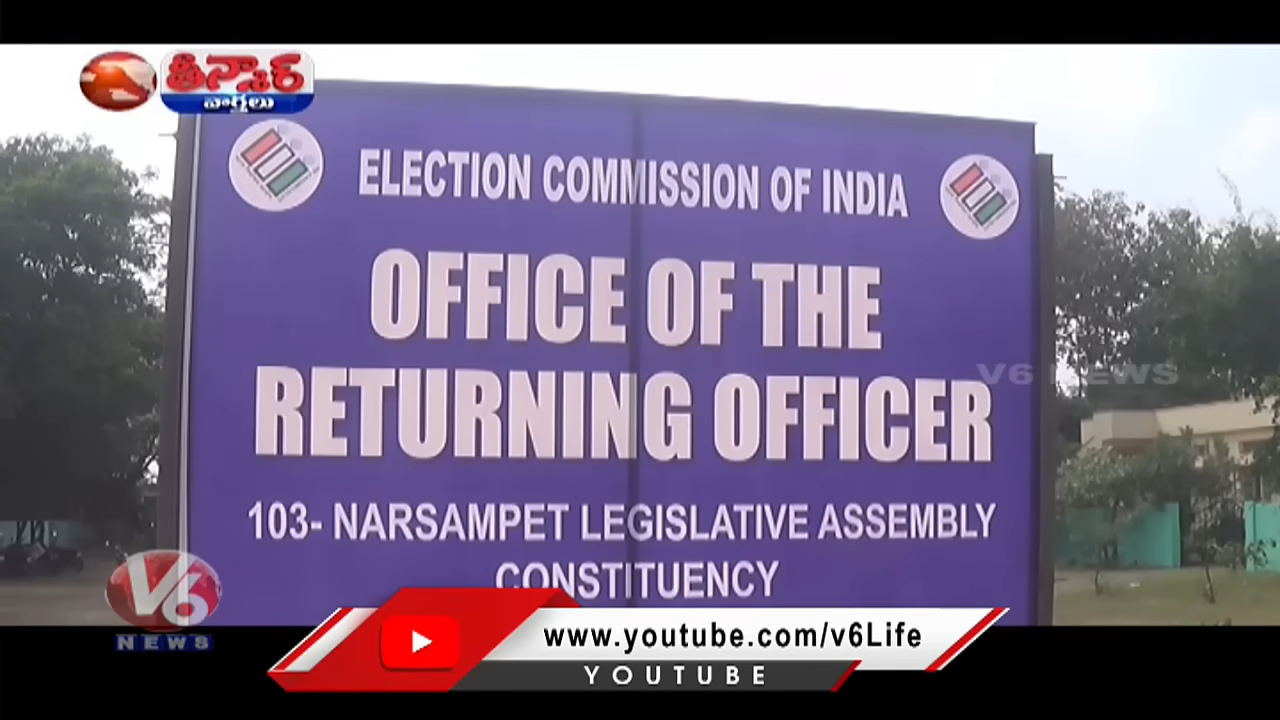 తీన్మార్
వార్తలు
ELECTION COMMISSION OF INDIA
OFFICE OF THE
RETURNING OFFICER
103- NARSAMPET LEGISLATIVE ASSEMBLY
CONSTITUENCY
V6 NEWS
V6
NEWS
www.youtube.com/v6Life
YOUTUBE